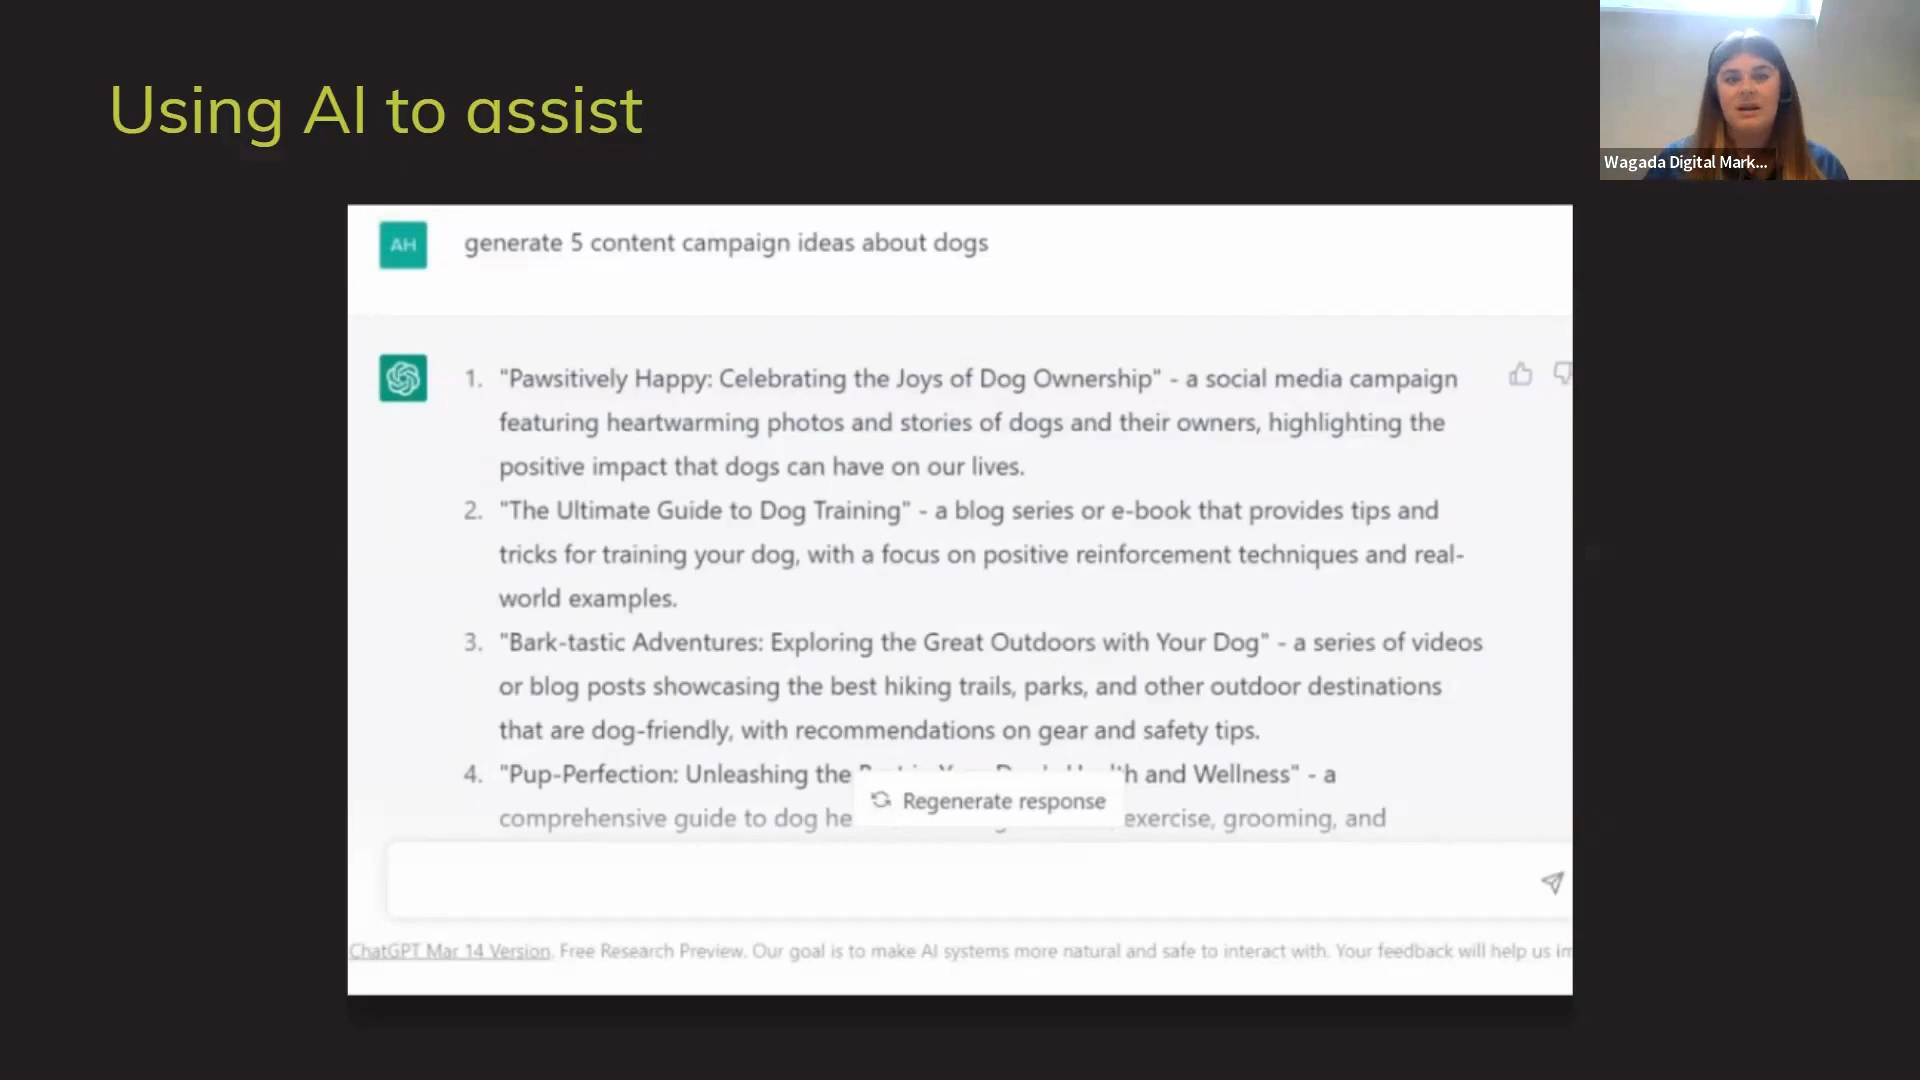 Using AI to assist
Wagada Digital Mark...
AH
generate 5 content campaign ideas about dogs
1. "Pawsitively Happy: Celebrating the Joys of Dog Ownership" - a social media campaign
featuring heartwarming photos and stories of dogs and their owners, highlighting the
positive impact that dogs can have on our lives.
2. "The Ultimate Guide to Dog Training" - a blog series or e-book that provides tips and
tricks for training your dog, with a focus on positive reinforcement techniques and real-
world examples.
3. "Bark-tastic Adventures: Exploring the Great Outdoors with Your Dog" - a series of videos
or blog posts showcasing the best hiking trails, parks, and other outdoor destinations
that are dog-friendly, with recommendations on gear and safety tips.
4. "Pup-Perfection: Unleashing the and Wellness" - a
Regenerate response
comprehensive guide to dog exercise, grooming, and
ChatGPT Mar 14 Version. Free Research Preview. Our goal is to make AI systems more natural and safe to interact with. Your feedback will help us